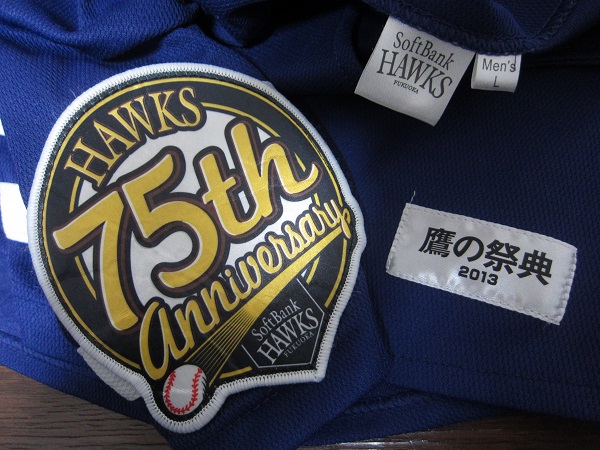 HAWKS
75th
Anniversary
SoftBank
HAWKS
FUKUOKA
SoftBank
HAWKS
FUKUOKA
Men's
L
鷹の祭典
2013